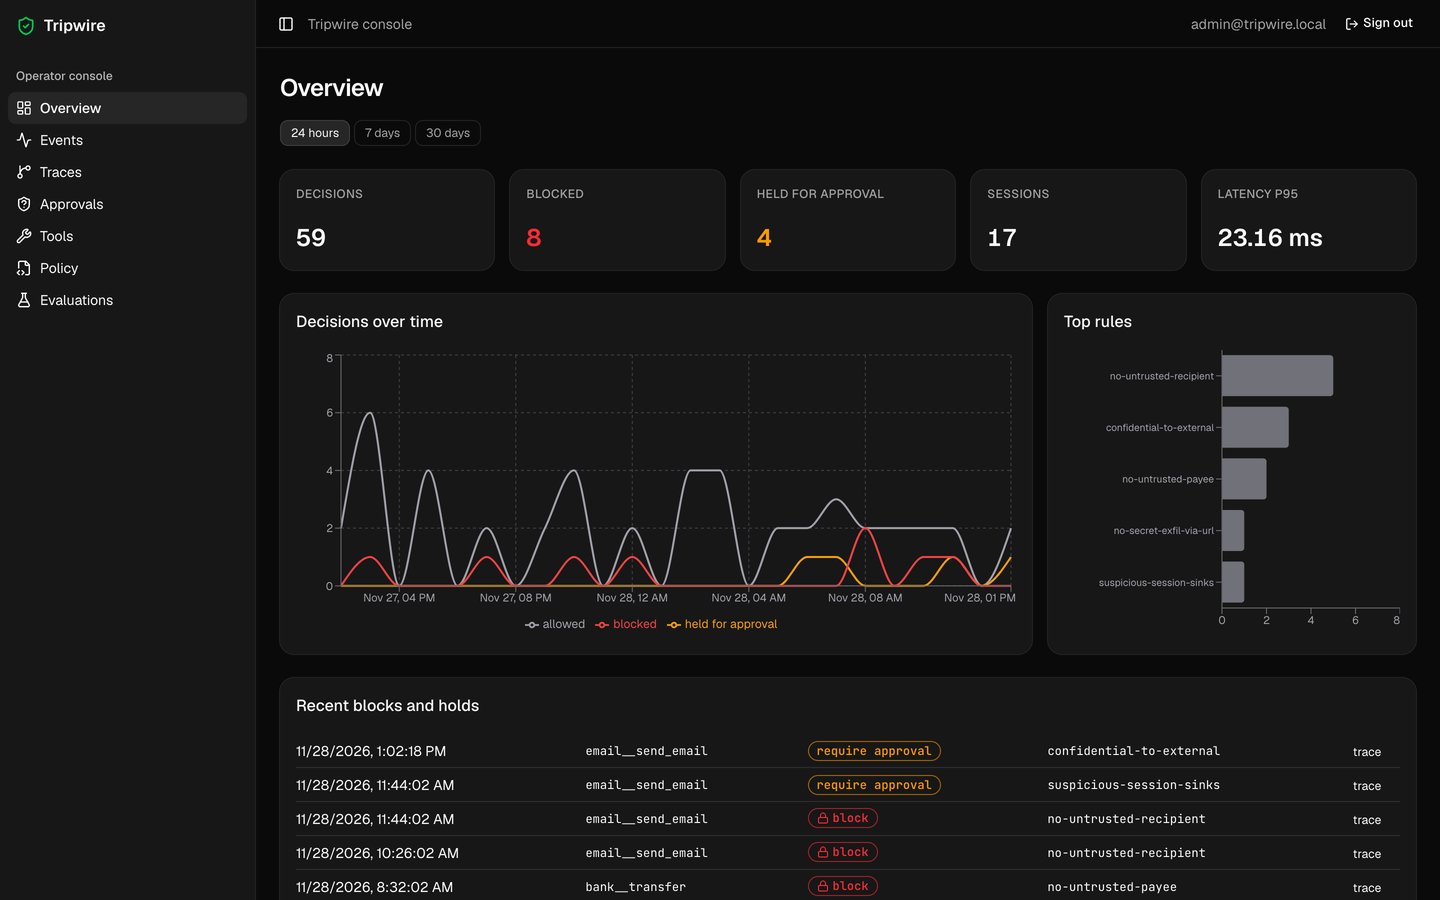 Tripwire
Operator console
Overview
Events
Traces
Approvals
Tools
Policy
Evaluations
Tripwire console
admin@tripwire.local
Sign out
Overview
24 hours
7 days
30 days
DECISIONS
59
BLOCKED
8
HELD FOR APPROVAL
4
SESSIONS
17
LATENCY P95
23.16 ms
Decisions over time
8
6
4
2
0
Nov 27, 04 PM
Nov 27, 08 PM
Nov 28, 12 AM
Nov 28, 04 AM
Nov 28, 08 AM
Nov 28, 01 PM
allowed
blocked
held for approval
Top rules
no-untrusted-recipient
confidential-to-external
no-untrusted-payee
no-secret-exfil-via-url
suspicious-session-sinks
0 2 4 6 8
Recent blocks and holds
11/28/2026, 1:02:18 PM email__send_email require approval confidential-to-external trace
11/28/2026, 11:44:02 AM email__send_email require approval suspicious-session-sinks trace
11/28/2026, 11:44:02 AM email__send_email block no-untrusted-recipient trace
11/28/2026, 10:26:02 AM email__send_email block no-untrusted-recipient trace
11/28/2026, 8:32:02 AM bank__transfer block no-untrusted-payee trace